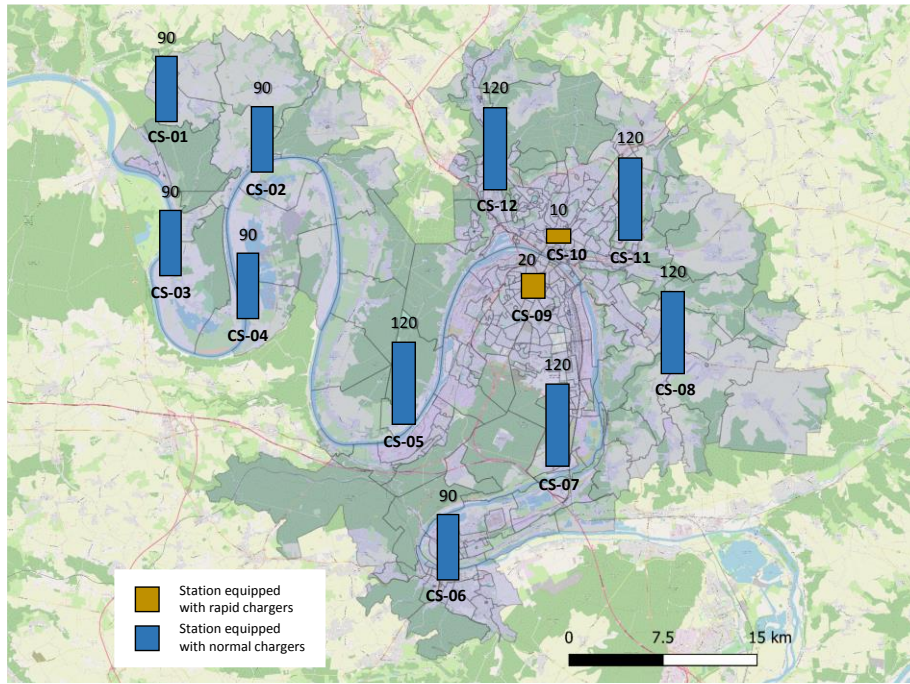 90
CS-01
90
CS-02
120
CS-12
120
CS-11
90
CS-03
90
CS-04
10
CS-10
20
CS-09
120
CS-08
120
CS-05
120
CS-07
90
CS-06
Station equipped
with rapid chargers
Station equipped
with normal chargers
0
7.5
15 km